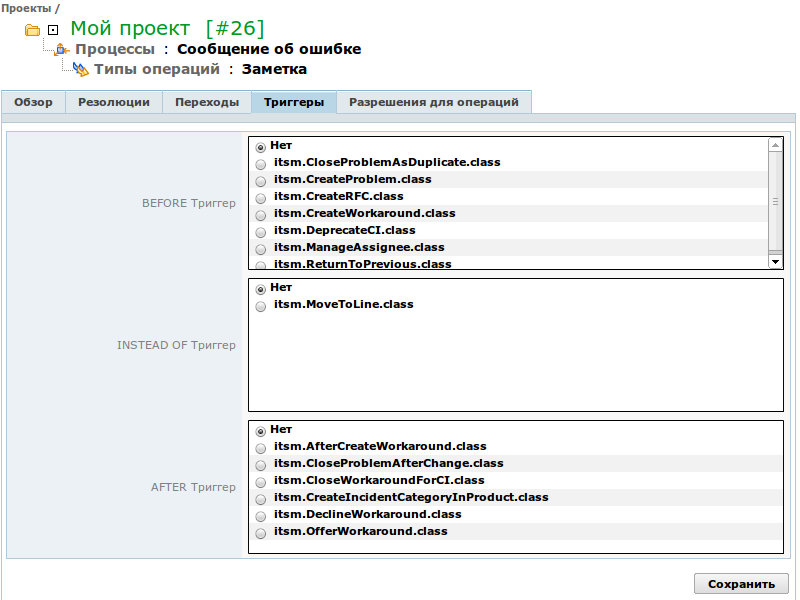 Проекты /
Мой проект [#26]
Процессы : Сообщение об ошибке
Типы операций : Заметка
Обзор Резолюции Переходы Триггеры Разрешения для операций
BEFORE Триггер
Нет
itsm.CloseProblemAsDuplicate.class
itsm.CreateProblem.class
itsm.CreateRFC.class
itsm.CreateWorkaround.class
itsm.DeprecateCI.class
itsm.ManageAssignee.class
itsm.ReturnToPrevious.class
INSTEAD OF Триггер
Нет
itsm.MoveToLine.class
AFTER Триггер
Нет
itsm.AfterCreateWorkaround.class
itsm.CloseProblemAfterChange.class
itsm.CloseWorkaroundForCI.class
itsm.CreateIncidentCategoryInProduct.class
itsm.DeclineWorkaround.class
itsm.OfferWorkaround.class
Сохранить